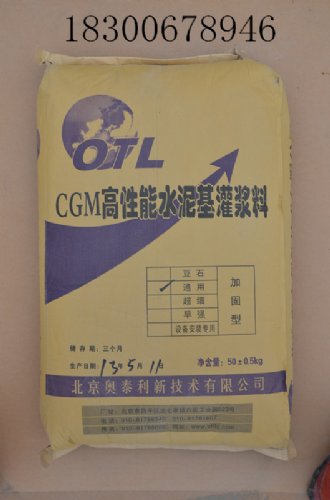 18300678946
OTL
CGM高性能水泥基灌浆料
豆石
✓ 通用
超细
早强
设备安装专用
加固型
储存期：三个月
净含量：50±0.5kg
生产日期：13年5月11日
北京奥泰利新技术有限公司